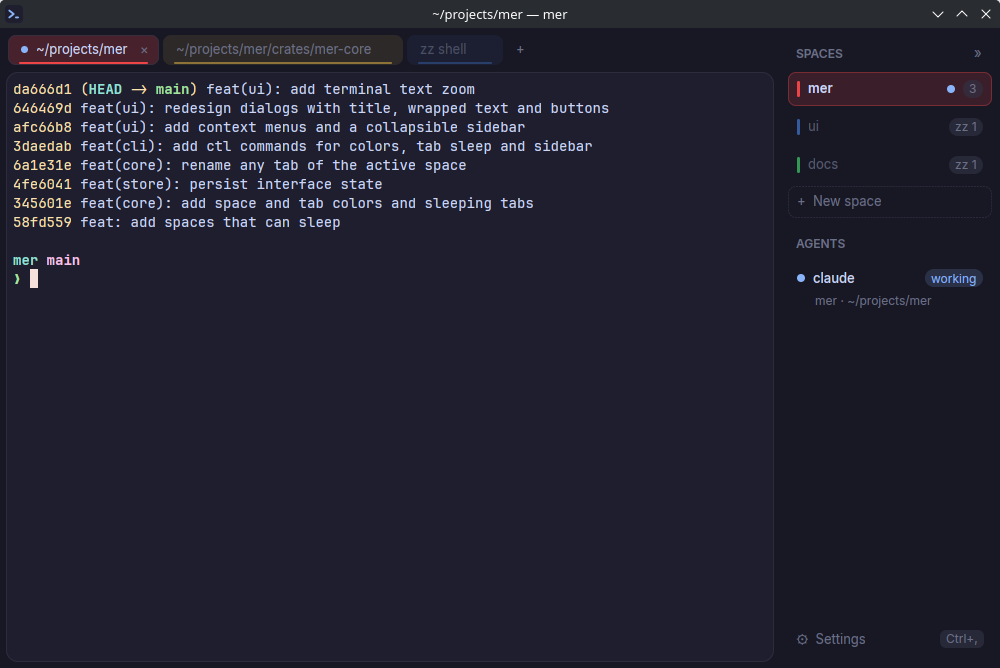 ~/projects/mer — mer
~/projects/mer ×
~/projects/mer/crates/mer-core
zz shell
+
da666d1 (HEAD -> main) feat(ui): add terminal text zoom
646469d feat(ui): redesign dialogs with title, wrapped text and buttons
afc66b8 feat(ui): add context menus and a collapsible sidebar
3daedab feat(cli): add ctl commands for colors, tab sleep and sidebar
6a1e31e feat(core): rename any tab of the active space
4fe6041 feat(store): persist interface state
345601e feat(core): add space and tab colors and sleeping tabs
58fd559 feat: add spaces that can sleep
mer main
❯
SPACES »
mer 3
ui zz 1
docs zz 1
+ New space
AGENTS
claude working
mer · ~/projects/mer
Settings Ctrl+,